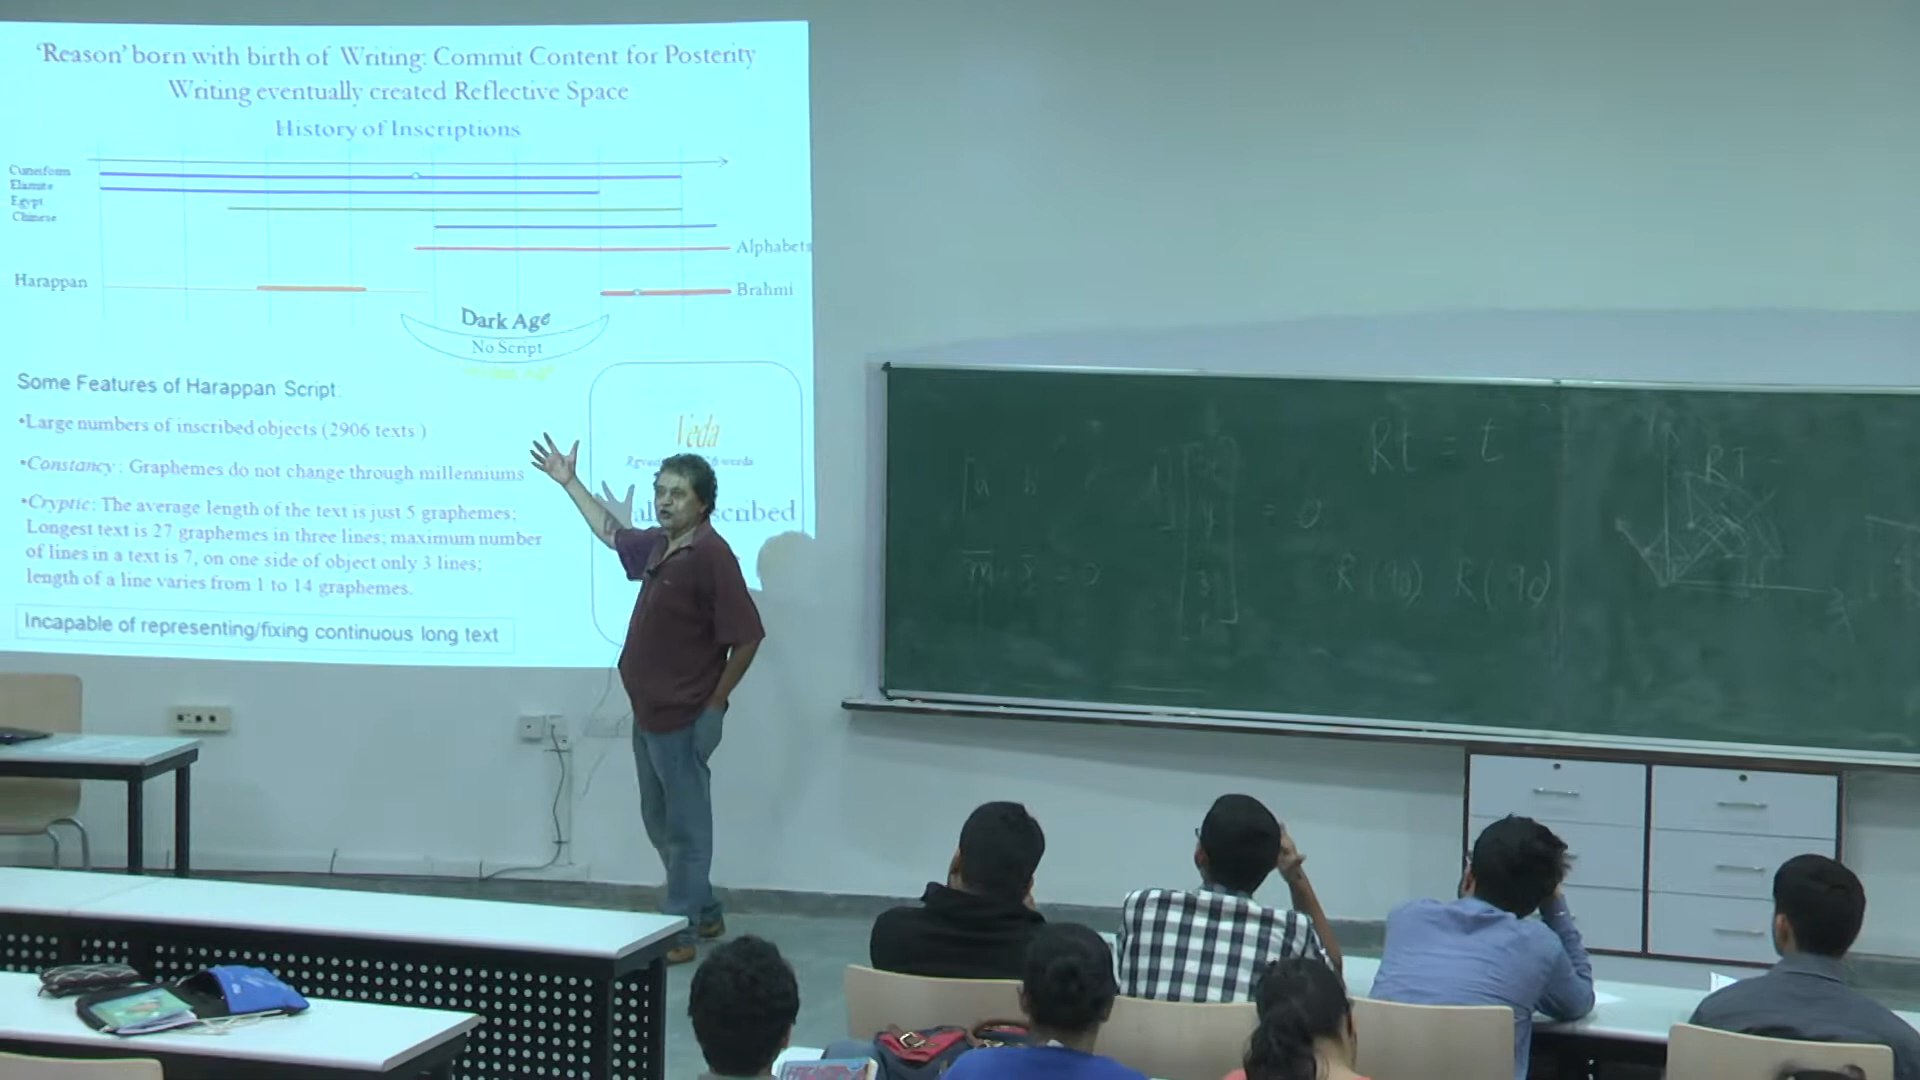 ‘Reason’ born with birth of Writing: Commit Content for Posterity
Writing eventually created Reflective Space
History of Inscriptions
Cuneiform
Elamite
Egypt
Chinese
Alphabets
Harappan
Brahmi
Dark Age
No Script
Some Features of Harappan Script:
•Large numbers of inscribed objects (2906 texts )
•Constancy : Graphemes do not change through millenniums
•Cryptic: The average length of the text is just 5 graphemes;
Longest text is 27 graphemes in three lines; maximum number
of lines in a text is 7, on one side of object only 3 lines;
length of a line varies from 1 to 14 graphemes.
Incapable of representing/fixing continuous long text
Veda
words
Rt = t
RT
= 0
R(90) R(90)